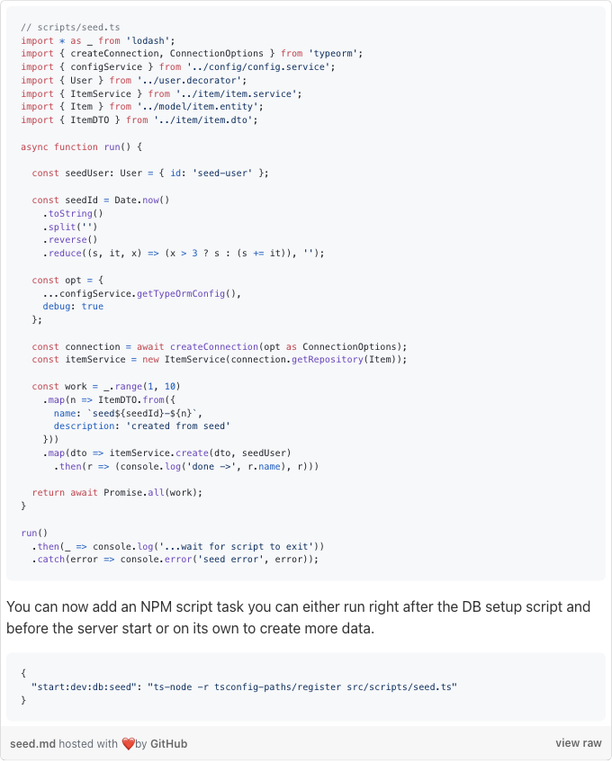 // scripts/seed.ts
import * as _ from 'lodash';
import { createConnection, ConnectionOptions } from 'typeorm';
import { configService } from '../config/config.service';
import { User } from '../user.decorator';
import { ItemService } from '../item/item.service';
import { Item } from '../model/item.entity';
import { ItemDTO } from '../item/item.dto';

async function run() {

  const seedUser: User = { id: 'seed-user' };

  const seedId = Date.now()
    .toString()
    .split('')
    .reverse()
    .reduce((s, it, x) => (x > 3 ? s : (s += it)), '');

  const opt = {
    ...configService.getTypeOrmConfig(),
    debug: true
  };

  const connection = await createConnection(opt as ConnectionOptions);
  const itemService = new ItemService(connection.getRepository(Item));

  const work = _.range(1, 10)
    .map(n => ItemDTO.from({
      name: `seed${seedId}-${n}`,
      description: 'created from seed'
    }))
    .map(dto => itemService.create(dto, seedUser)
      .then(r => (console.log('done ->', r.name), r)))

  return await Promise.all(work);
}

run()
  .then(_ => console.log('...wait for script to exit'))
  .catch(error => console.error('seed error', error));

You can now add an NPM script task you can either run right after the DB setup script and
before the server start or on its own to create more data.

{
  "start:dev:db:seed": "ts-node -r tsconfig-paths/register src/scripts/seed.ts"
}

seed.md hosted with ❤️by GitHub view raw